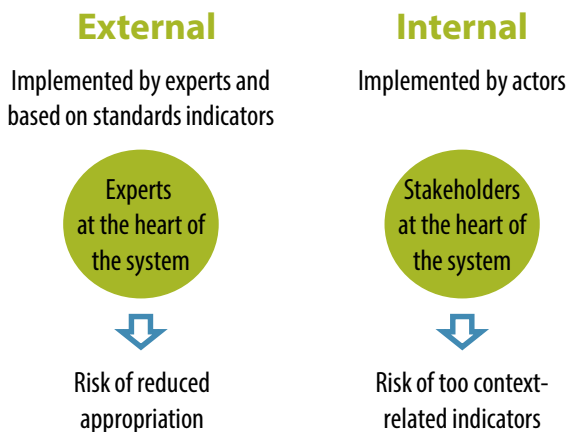 External
Implemented by experts and
based on standards indicators
Experts
at the heart of
the system
Risk of reduced
appropriation
Internal
Implemented by actors
Stakeholders
at the heart of
the system
Risk of too context-
related indicators